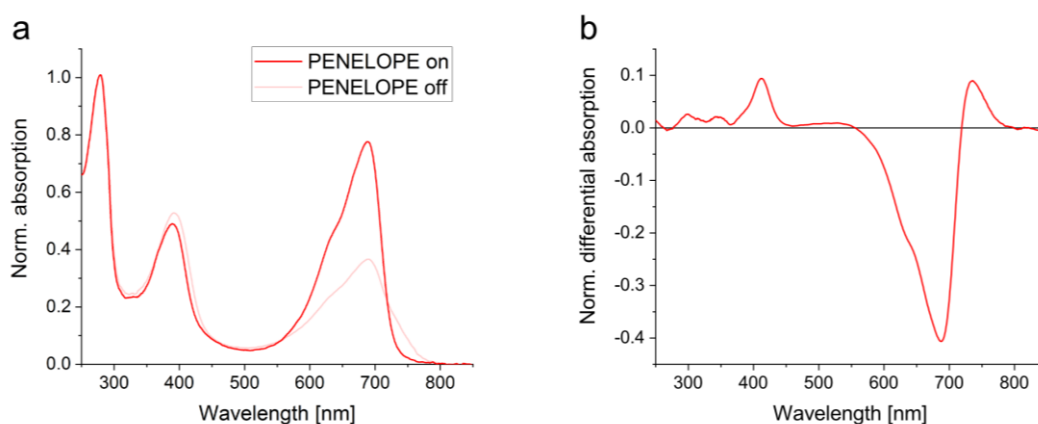 a
PENELOPE on
PENELOPE off
1.0
0.8
0.6
0.4
0.2
0.0
Norm. absorption
300 400 500 600 700 800
Wavelength [nm]
b
0.1
0.0
-0.1
-0.2
-0.3
-0.4
Norm. differential absorption
300 400 500 600 700 800
Wavelength [nm]